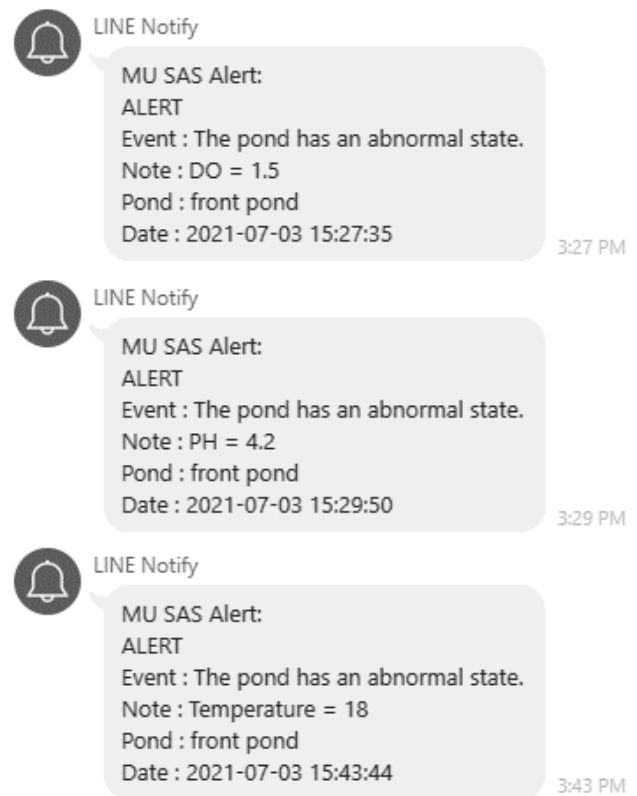 LINE Notify
MU SAS Alert:
ALERT
Event : The pond has an abnormal state.
Note : DO = 1.5
Pond : front pond
Date : 2021-07-03 15:27:35
3:27 PM
LINE Notify
MU SAS Alert:
ALERT
Event : The pond has an abnormal state.
Note : PH = 4.2
Pond : front pond
Date : 2021-07-03 15:29:50
3:29 PM
LINE Notify
MU SAS Alert:
ALERT
Event : The pond has an abnormal state.
Note : Temperature = 18
Pond : front pond
Date : 2021-07-03 15:43:44
3:43 PM